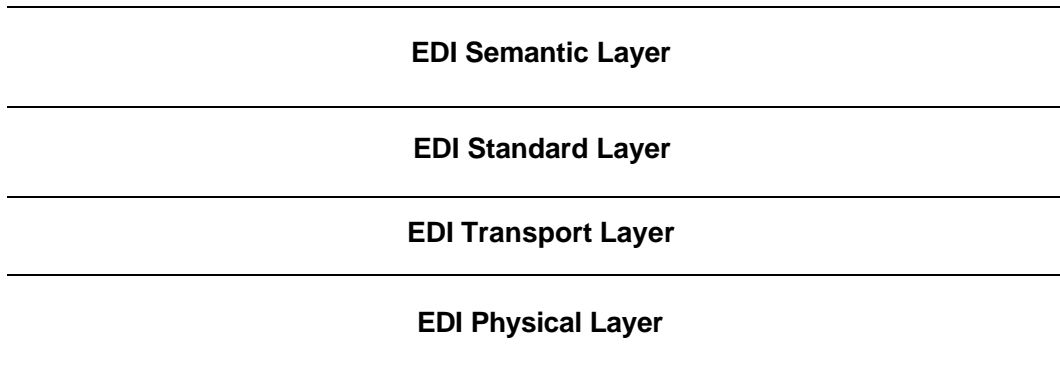 EDI Semantic Layer
EDI Standard Layer
EDI Transport Layer
EDI Physical Layer